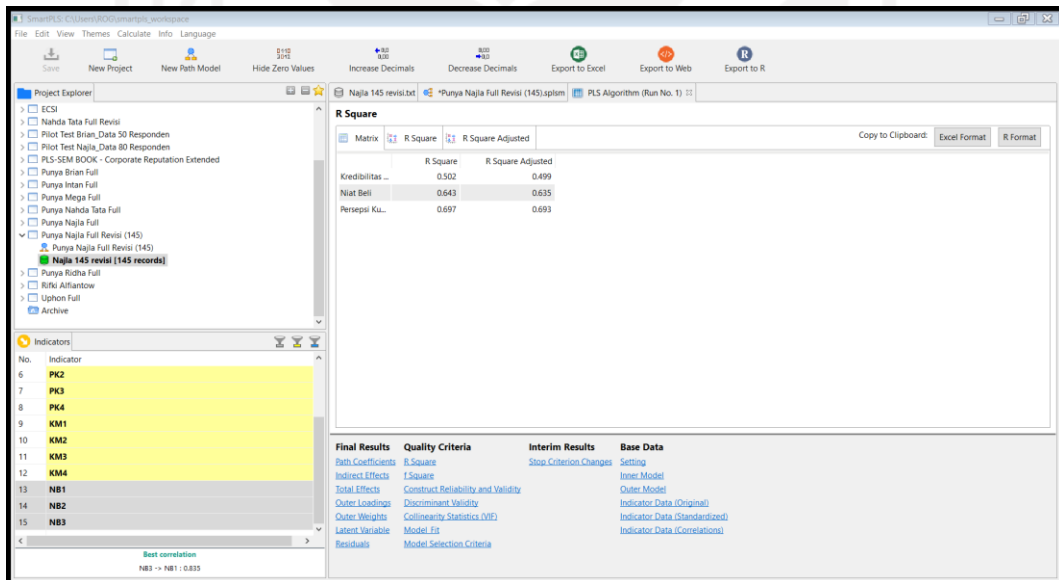 SmartPLS: C:\Users\ROG\smartpls_workspace
File Edit View Themes Calculate Info Language
Save New Project New Path Model Hide Zero Values Increase Decimals Decrease Decimals Export to Excel Export to Web Export to R
Project Explorer
ECSI
Nahda Tata Full Revisi
Pilot Test Brian_Data 50 Responden
Pilot Test Najla_Data 80 Responden
PLS-SEM BOOK - Corporate Reputation Extended
Punya Brian Full
Punya Intan Full
Punya Mega Full
Punya Nahda Tata Full
Punya Najla Full
Punya Najla Full Revisi (145)
Punya Najla Full Revisi (145)
Najla 145 revisi [145 records]
Punya Ridha Full
Rifki Alfiantow
Uphon Full
Archive
Indicators
No. Indicator
6 PK2
7 PK3
8 PK4
9 KM1
10 KM2
11 KM3
12 KM4
13 NB1
14 NB2
15 NB3
Best correlation
NB3 -> NB1 : 0.835
Najla 145 revisi.txt *Punya Najla Full Revisi (145).splsm PLS Algorithm (Run No. 1)
R Square
Matrix R Square R Square Adjusted Copy to Clipboard: Excel Format R Format
R Square R Square Adjusted
Kredibilitas ... 0.502 0.499
Niat Beli 0.643 0.635
Persepsi Ku... 0.697 0.693
Final Results Quality Criteria Interim Results Base Data
Path Coefficients R Square Stop Criterion Changes Setting
Indirect Effects f Square Inner Model
Total Effects Construct Reliability and Validity Outer Model
Outer Loadings Discriminant Validity Indicator Data (Original)
Outer Weights Collinearity Statistics (VIF) Indicator Data (Standardized)
Latent Variable Model Fit Indicator Data (Correlations)
Residuals Model Selection Criteria